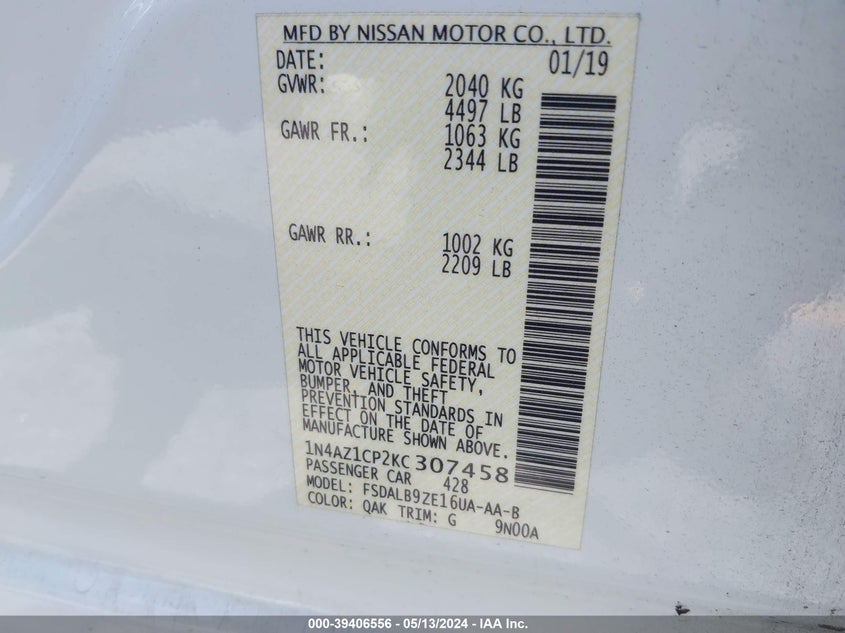 MFD BY NISSAN MOTOR CO., LTD.
DATE: 01/19
GVWR: 2040 KG
4497 LB
GAWR FR.: 1063 KG
2344 LB
GAWR RR.: 1002 KG
2209 LB
THIS VEHICLE CONFORMS TO
ALL APPLICABLE FEDERAL
MOTOR VEHICLE SAFETY,
BUMPER, AND THEFT
PREVENTION STANDARDS IN
EFFECT ON THE DATE OF
MANUFACTURE SHOWN ABOVE.
1N4AZ1CP2KC307458
PASSENGER CAR 428
MODEL: FSDALB9ZE16UA-AA-B
COLOR: QAK TRIM: G 9N00A
000-39406556 - 05/13/2024 - IAA Inc.